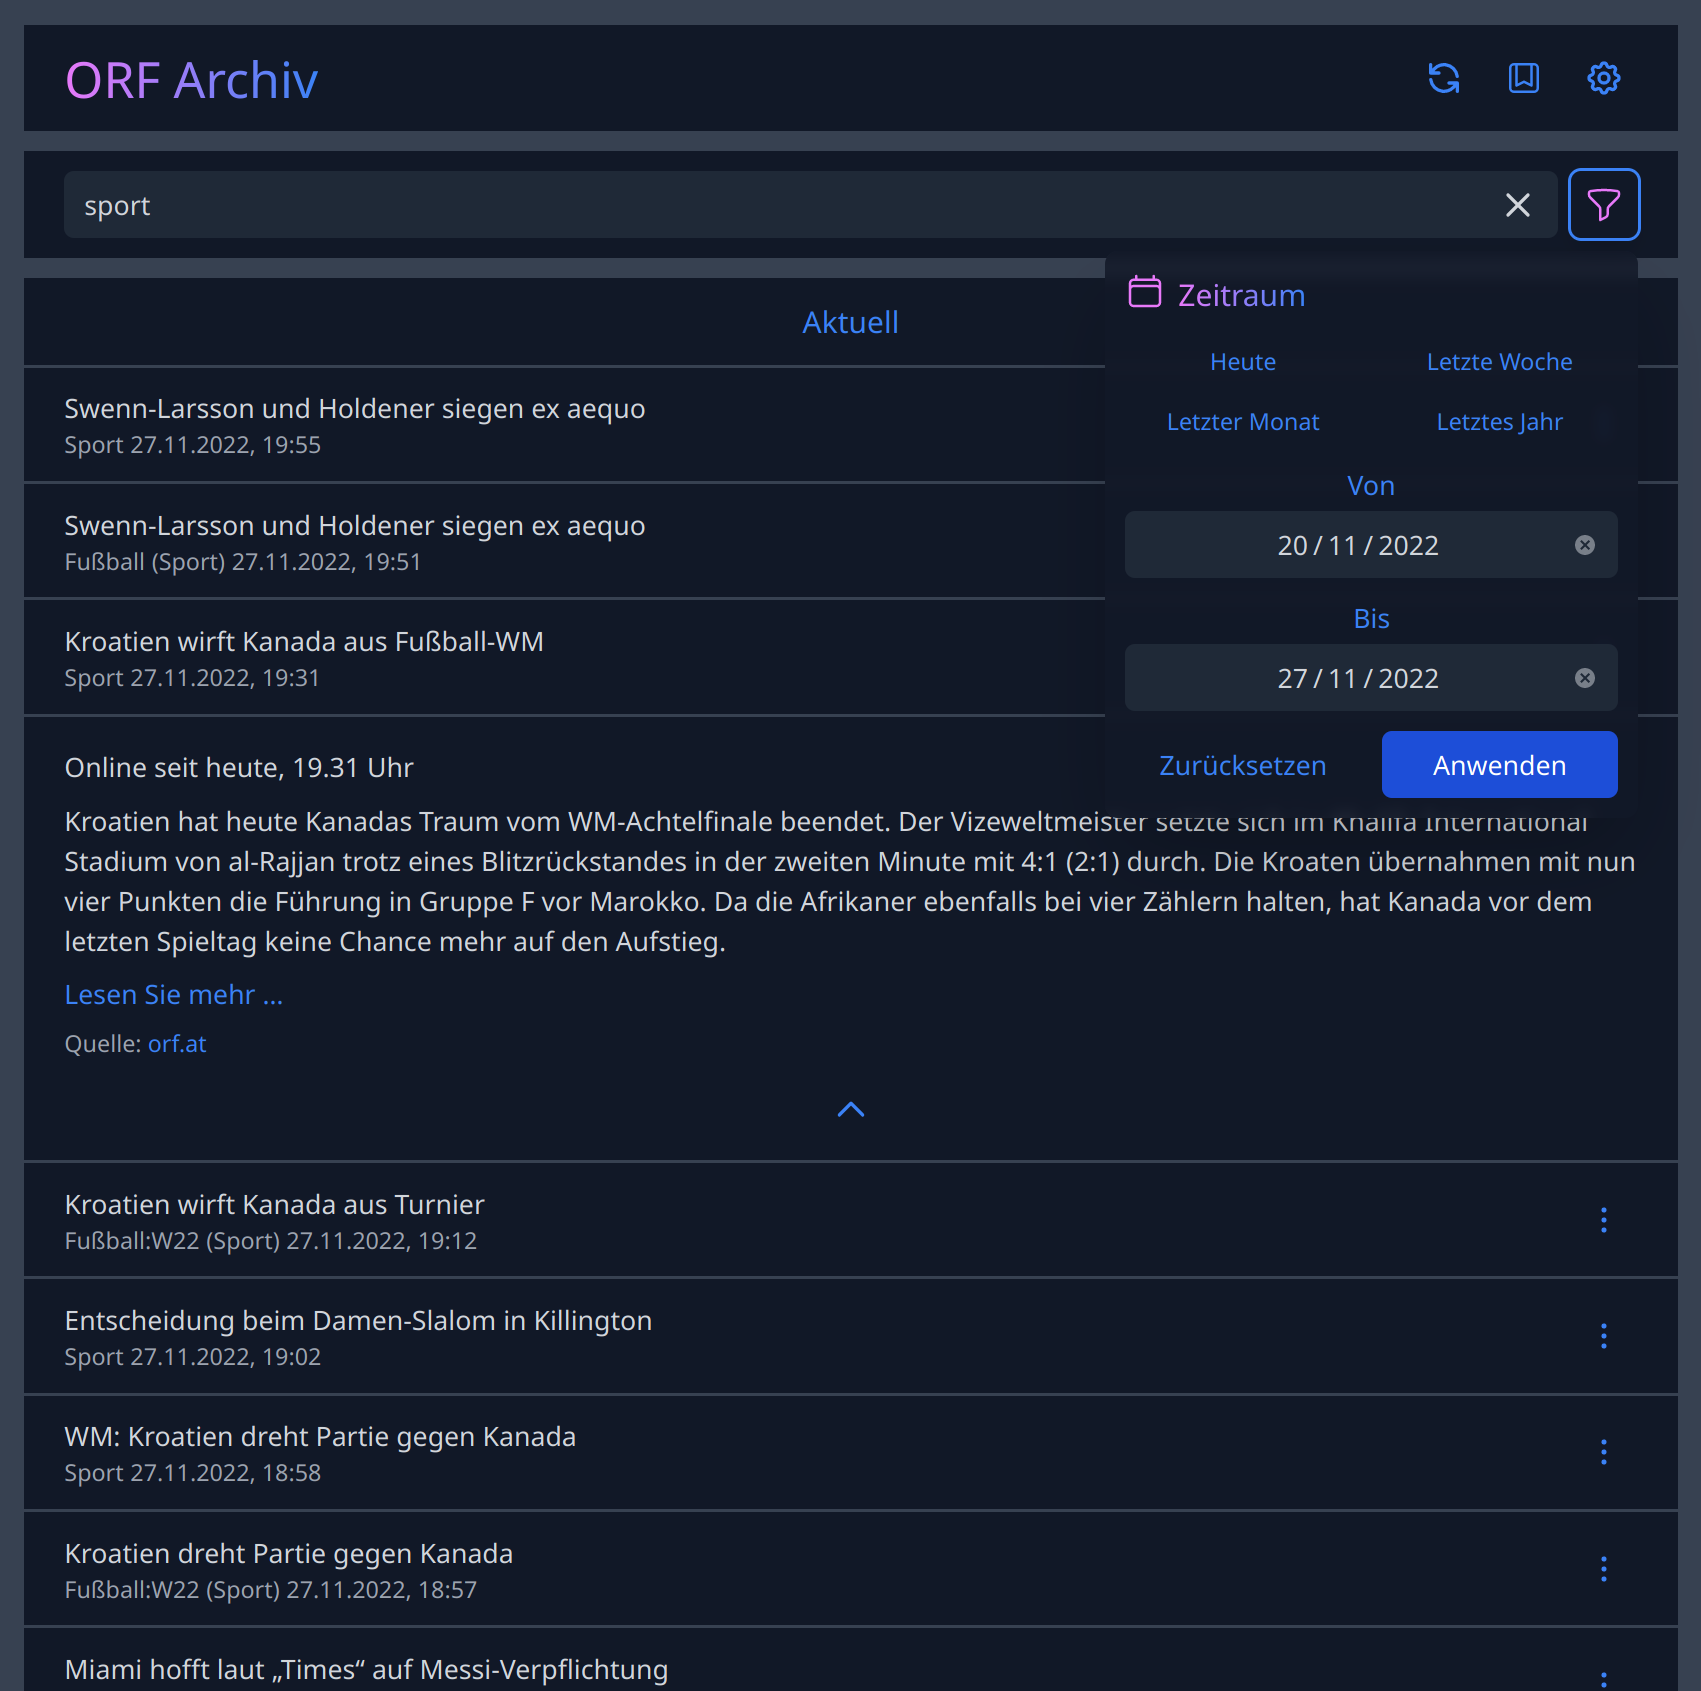 ORF Archiv
sport
Zeitraum
Heute
Letzte Woche
Letzter Monat
Letztes Jahr
Von
20 / 11 / 2022
Bis
27 / 11 / 2022
Zurücksetzen
Anwenden
Aktuell
Swenn-Larsson und Holdener siegen ex aequo
Sport 27.11.2022, 19:55
Swenn-Larsson und Holdener siegen ex aequo
Fußball (Sport) 27.11.2022, 19:51
Kroatien wirft Kanada aus Fußball-WM
Sport 27.11.2022, 19:31
Online seit heute, 19.31 Uhr
Kroatien hat heute Kanadas Traum vom WM-Achtelfinale beendet. Der Vizeweltmeister setzte sich im Khalifa International
Stadium von al-Rajjan trotz eines Blitzrückstandes in der zweiten Minute mit 4:1 (2:1) durch. Die Kroaten übernahmen mit nun
vier Punkten die Führung in Gruppe F vor Marokko. Da die Afrikaner ebenfalls bei vier Zählern halten, hat Kanada vor dem
letzten Spieltag keine Chance mehr auf den Aufstieg.
Lesen Sie mehr ...
Quelle: orf.at
Kroatien wirft Kanada aus Turnier
Fußball:W22 (Sport) 27.11.2022, 19:12
Entscheidung beim Damen-Slalom in Killington
Sport 27.11.2022, 19:02
WM: Kroatien dreht Partie gegen Kanada
Sport 27.11.2022, 18:58
Kroatien dreht Partie gegen Kanada
Fußball:W22 (Sport) 27.11.2022, 18:57
Miami hofft laut „Times“ auf Messi-Verpflichtung